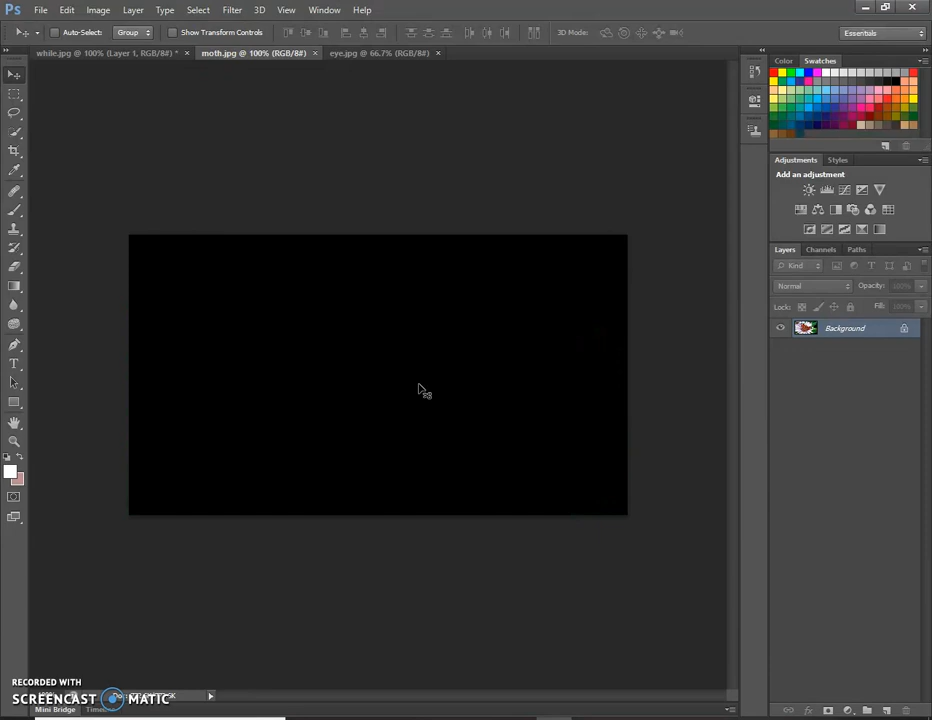 Ps File Edit Image Layer Type Select Filter 3D View Window Help
Auto-Select: Group Show Transform Controls 3D Mode: Essentials
while.jpg @ 100% (Layer 1, RGB/8#) * × moth.jpg @ 100% (RGB/8#) × eye.jpg @ 66.7% (RGB/8#) ×
Color Swatches
Adjustments Styles
Add an adjustment
Layers Channels Paths
Kind
Normal Opacity: 100%
Lock: Fill: 100%
Background
RECORDED WITH
SCREENCAST MATIC
Mini Bridge